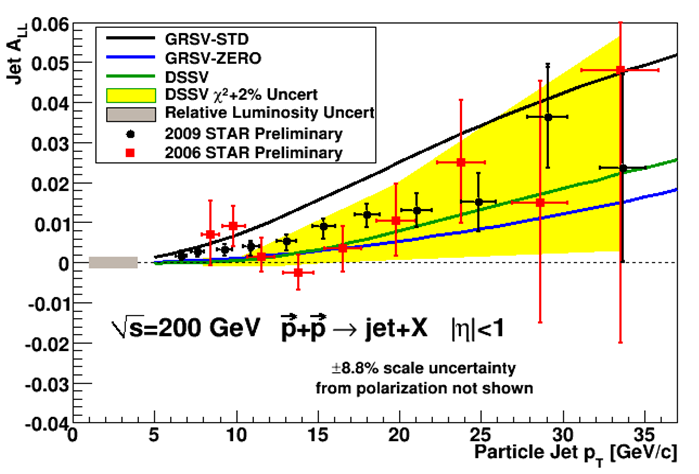 Jet A_LL
0.06
0.05
0.04
0.03
0.02
0.01
0
-0.01
-0.02
-0.03
-0.04
GRSV-STD
GRSV-ZERO
DSSV
DSSV χ²+2% Uncert
Relative Luminosity Uncert
2009 STAR Preliminary
2006 STAR Preliminary
√s=200 GeV p⃗+p⃗ → jet+X |η|<1
±8.8% scale uncertainty
from polarization not shown
0 5 10 15 20 25 30 35
Particle Jet p_T [GeV/c]